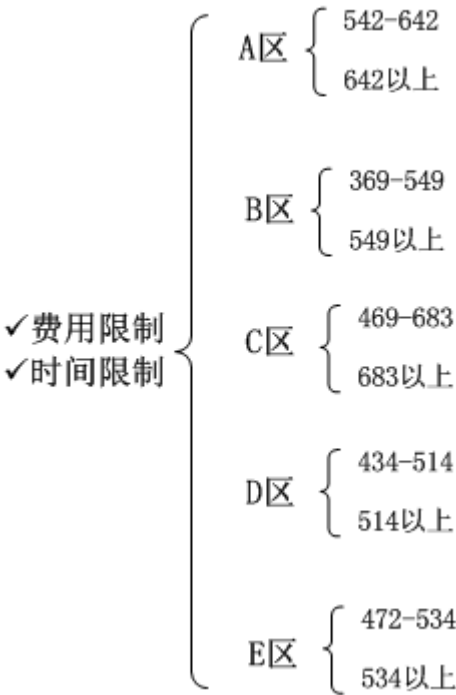 ✓费用限制
✓时间限制
A区
542-642
642以上
B区
369-549
549以上
C区
469-683
683以上
D区
434-514
514以上
E区
472-534
534以上